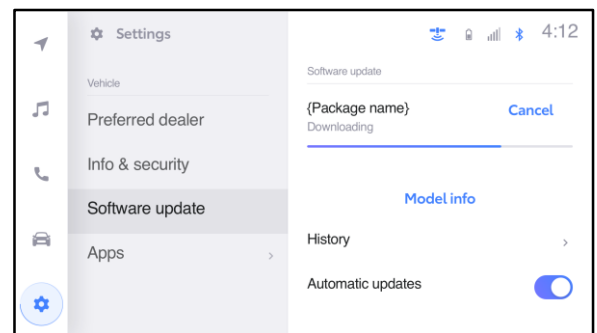 Settings
4:12
Vehicle
Preferred dealer
Info & security
Software update
Apps
Software update
{Package name}
Cancel
Downloading
Model info
History
Automatic updates